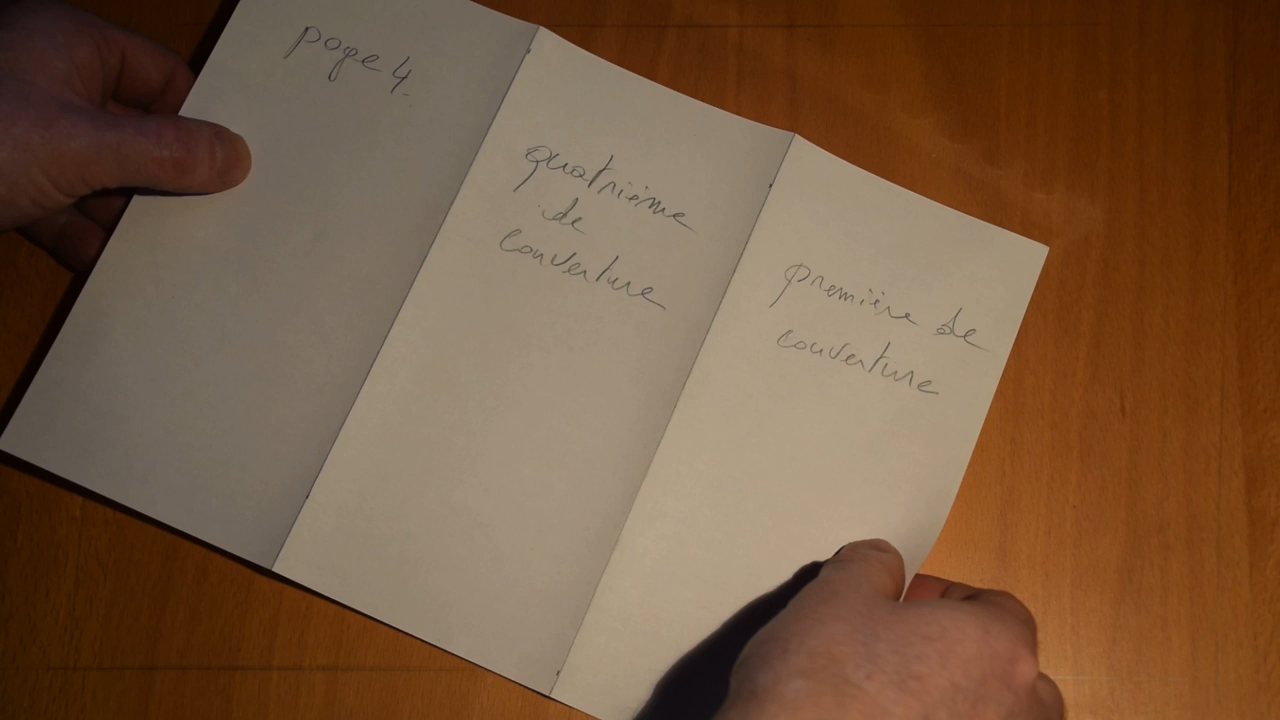 page 4
quatrième
de
couverture
première de
couverture